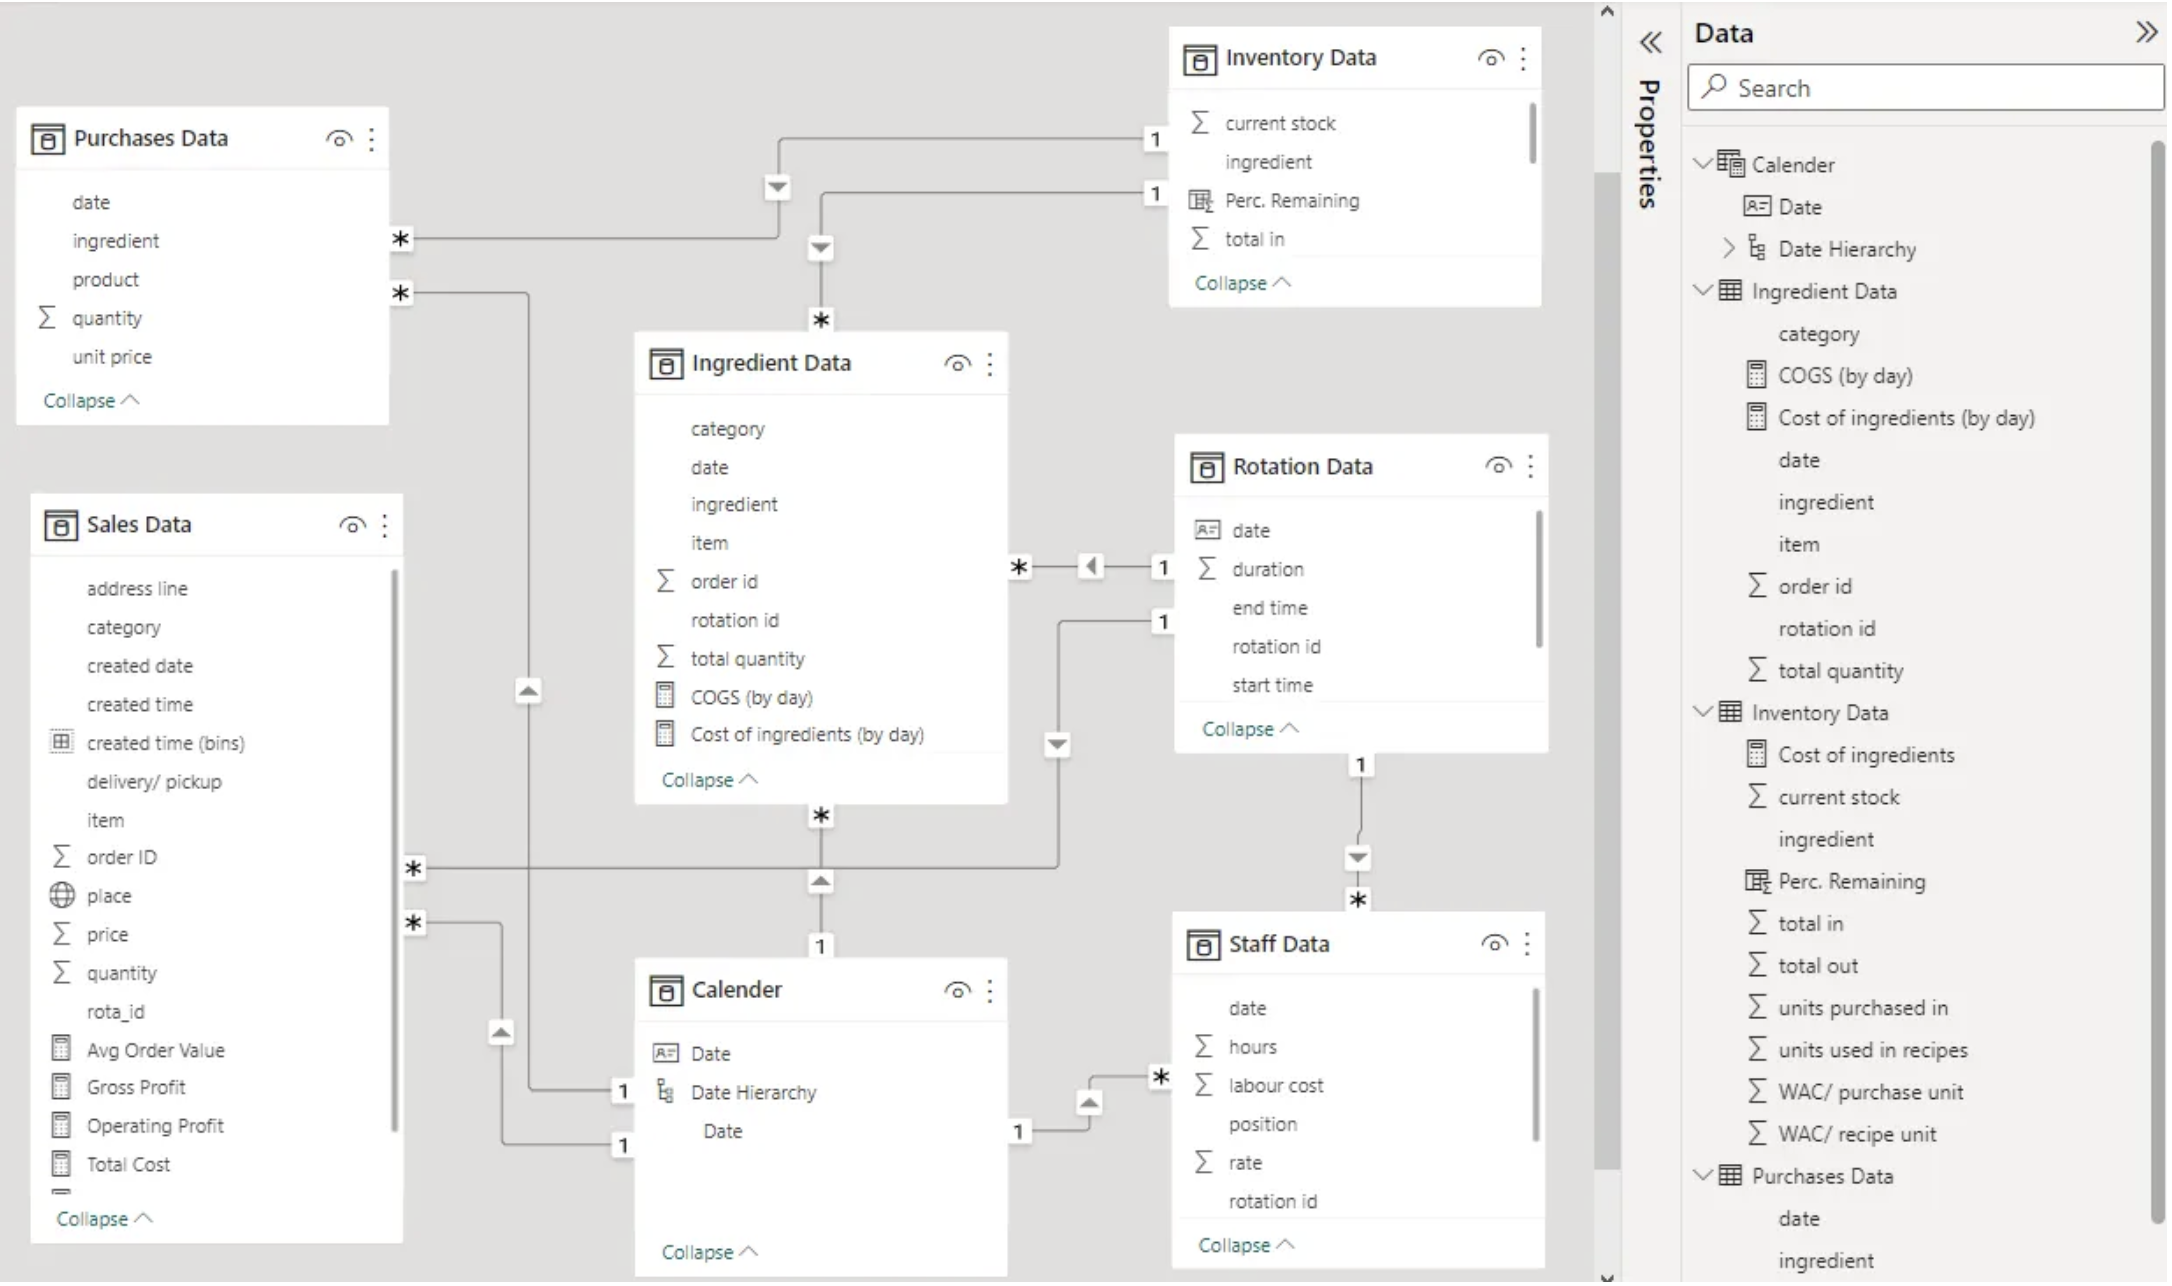 Purchases Data
date
ingredient
product
quantity
unit price
Collapse
Sales Data
address line
category
created date
created time
created time (bins)
delivery/ pickup
item
order ID
place
price
quantity
rota_id
Avg Order Value
Gross Profit
Operating Profit
Total Cost
Collapse
*
*
*
*
1
1
*
Ingredient Data
category
date
ingredient
item
order id
rotation id
total quantity
COGS (by day)
Cost of ingredients (by day)
Collapse
*
1
Calender
Date
Date Hierarchy
Date
Collapse
1
1
1
*
Inventory Data
current stock
ingredient
Perc. Remaining
total in
Collapse
*
1
1
Rotation Data
date
duration
end time
rotation id
start time
Collapse
1
*
1
*
Staff Data
date
hours
labour cost
position
rate
rotation id
Collapse
Properties
Data
Search
Calender
Date
Date Hierarchy
Ingredient Data
category
COGS (by day)
Cost of ingredients (by day)
date
ingredient
item
order id
rotation id
total quantity
Inventory Data
Cost of ingredients
current stock
ingredient
Perc. Remaining
total in
total out
units purchased in
units used in recipes
WAC/ purchase unit
WAC/ recipe unit
Purchases Data
date
ingredient